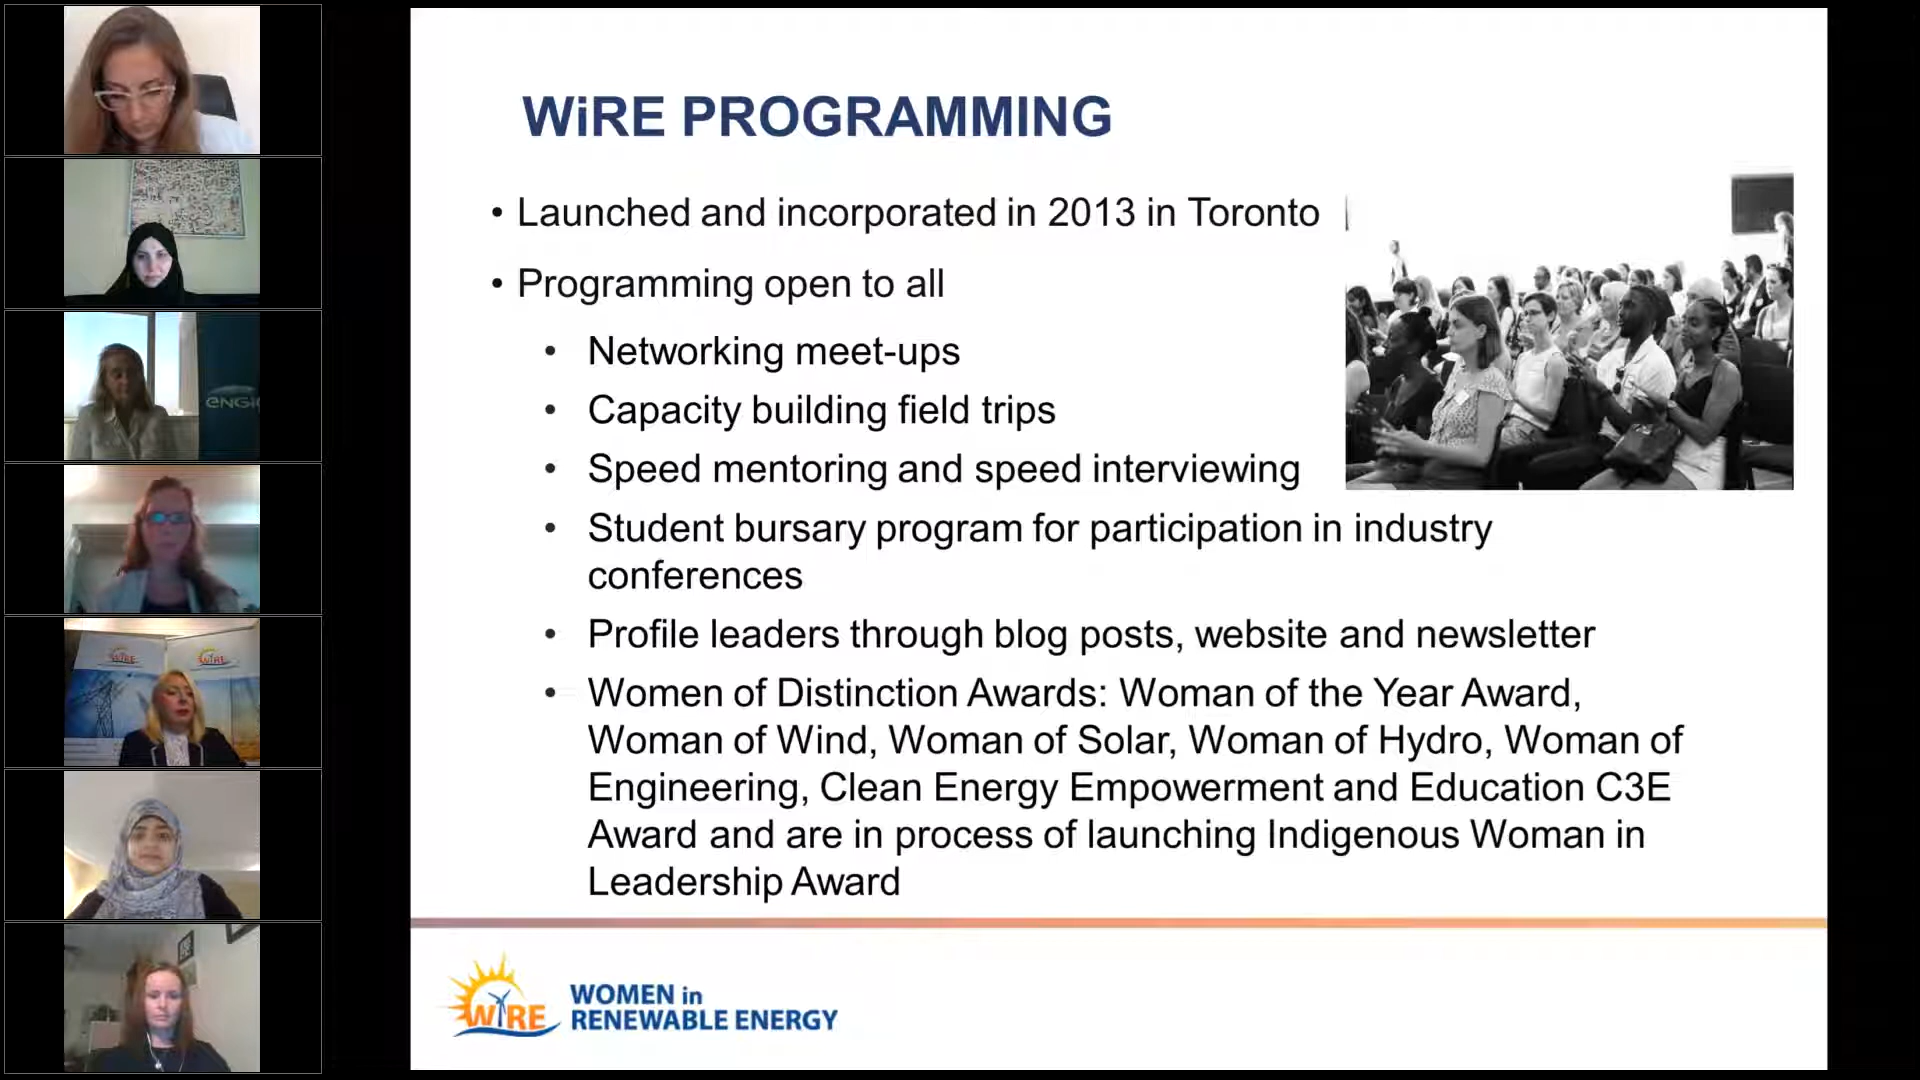 WiRE PROGRAMMING
• Launched and incorporated in 2013 in Toronto
• Programming open to all
• Networking meet-ups
• Capacity building field trips
• Speed mentoring and speed interviewing
• Student bursary program for participation in industry
conferences
• Profile leaders through blog posts, website and newsletter
• Women of Distinction Awards: Woman of the Year Award,
Woman of Wind, Woman of Solar, Woman of Hydro, Woman of
Engineering, Clean Energy Empowerment and Education C3E
Award and are in process of launching Indigenous Woman in
Leadership Award
WiRE
WOMEN in
RENEWABLE ENERGY
WiRE
WiRE